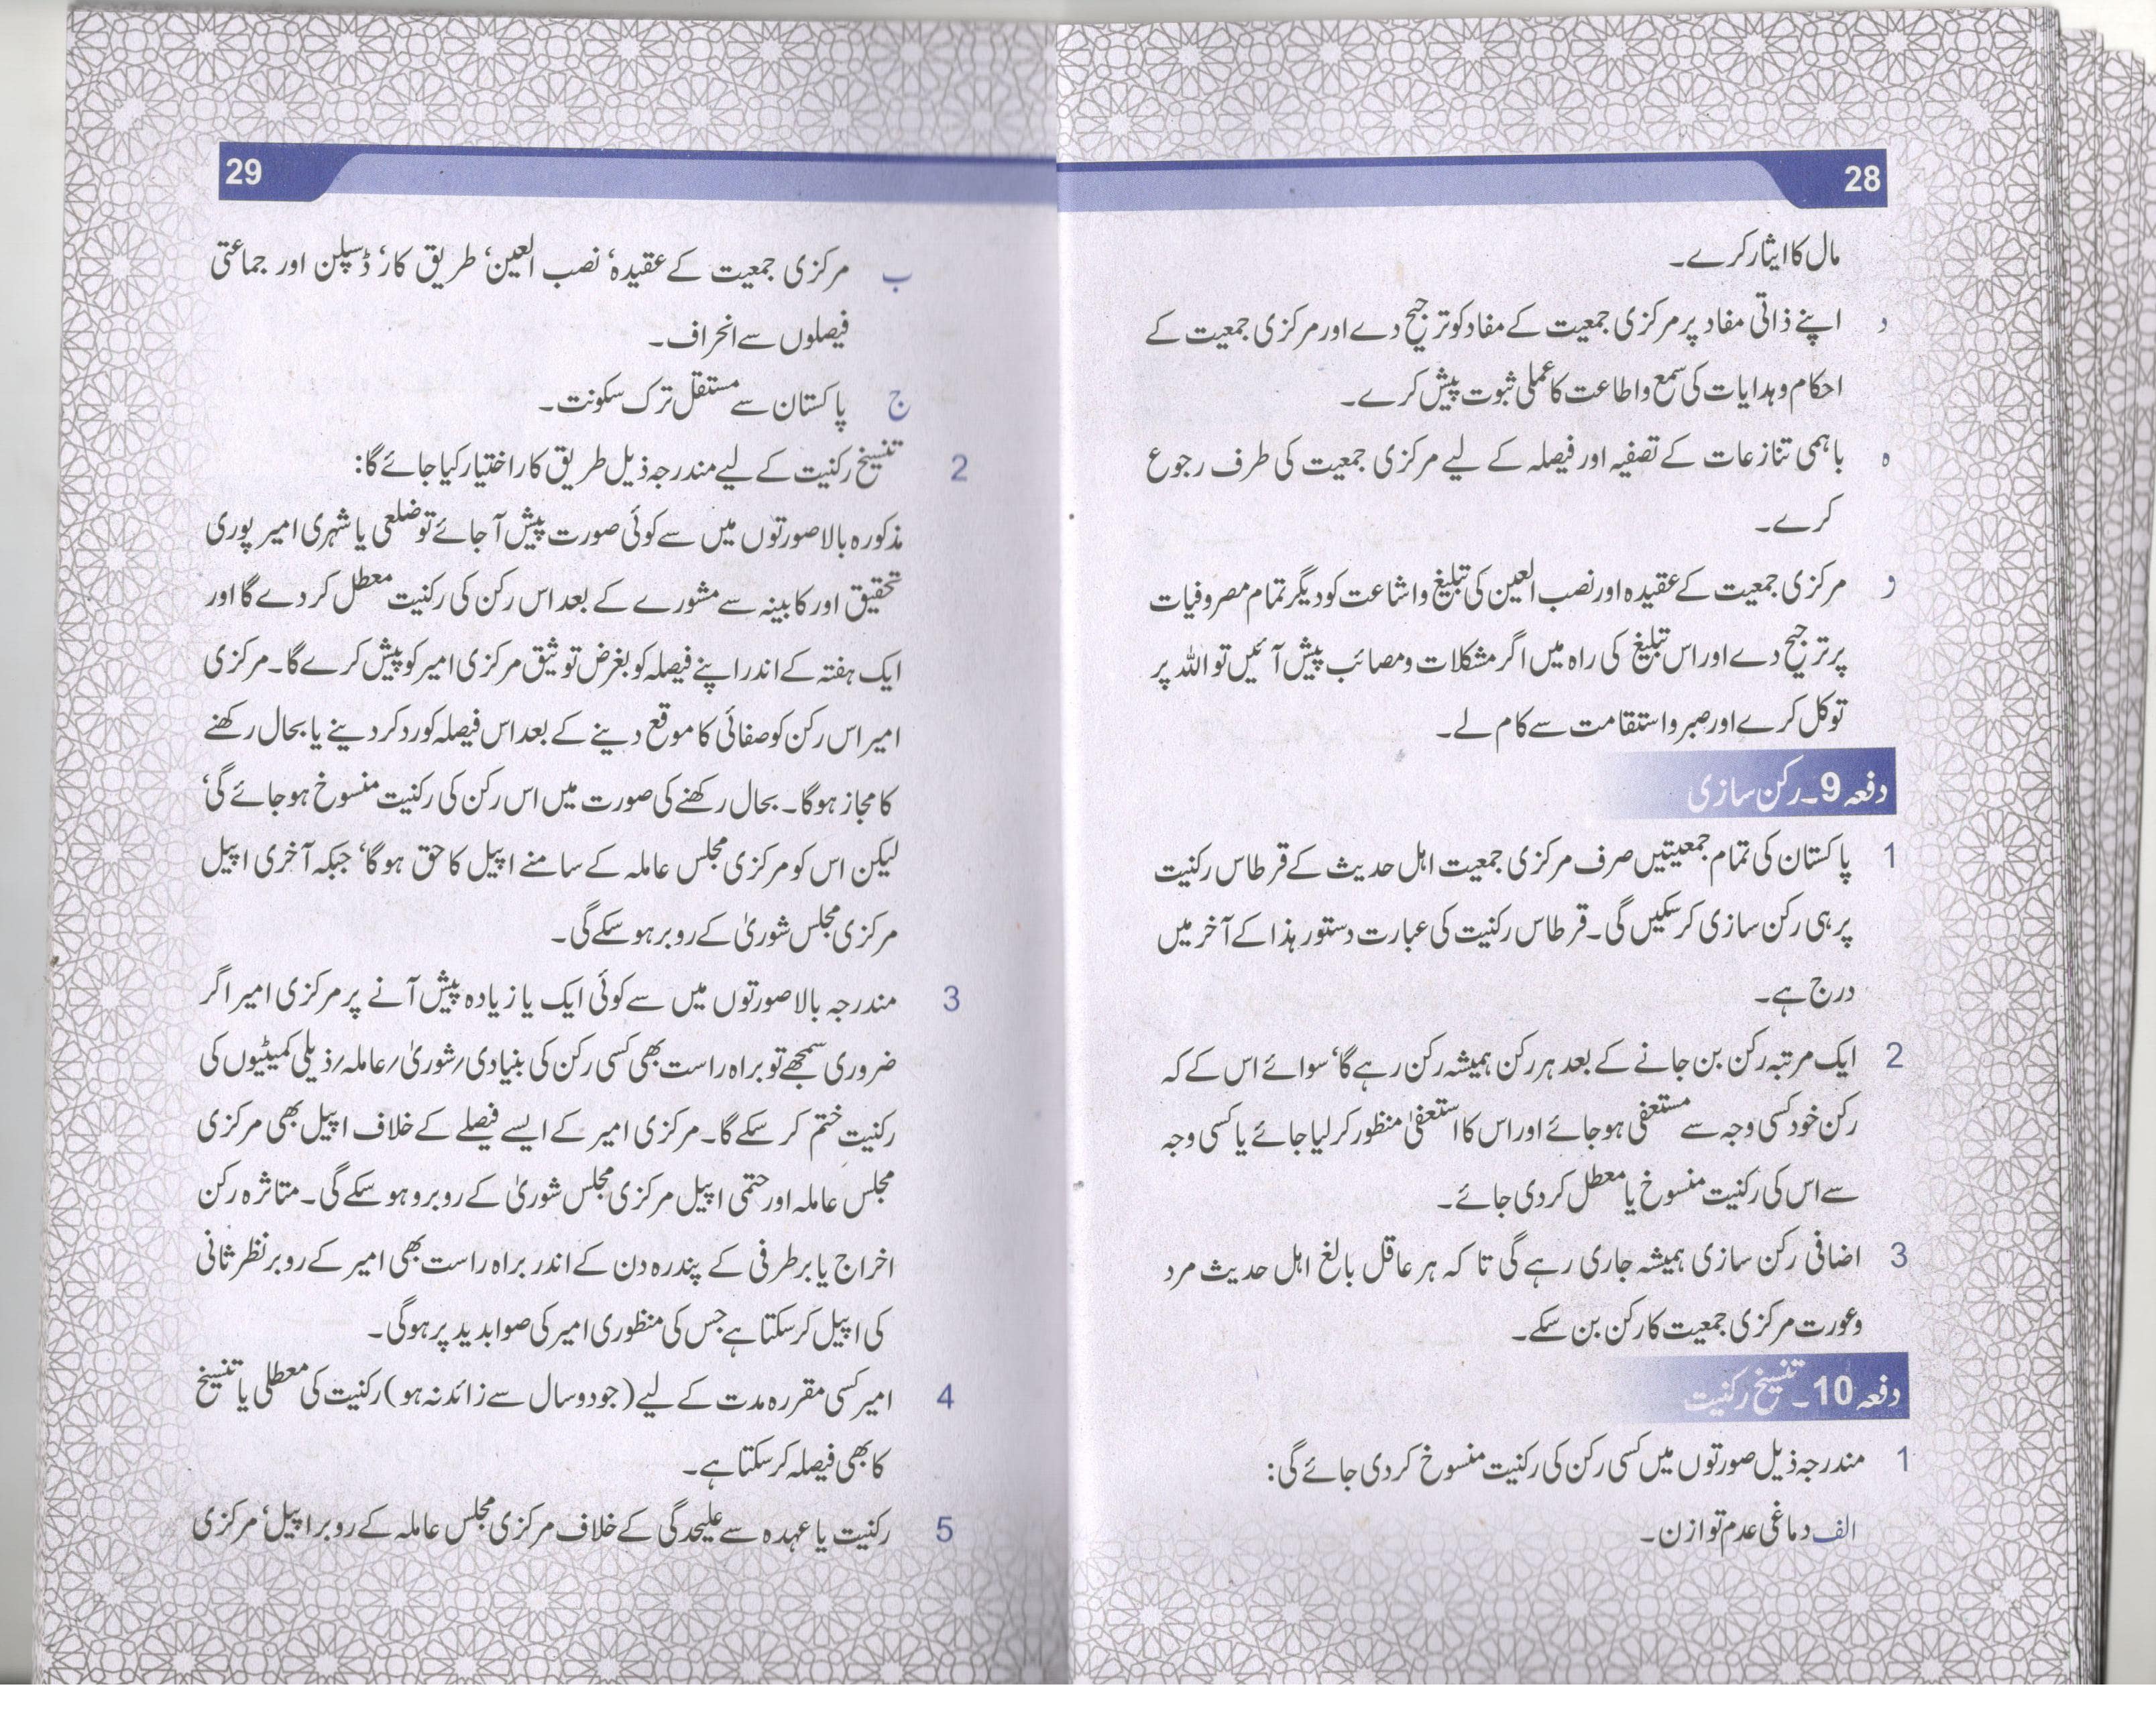 28
مال کا ایثار کرے۔
د اپنے ذاتی مفاد پر مرکزی جمعیت کے مفاد کو ترجیح دے اور مرکزی جمعیت کے
احکام و ہدایات کی سمع و اطاعت کا عملی ثبوت پیش کرے۔
ہ باہمی تنازعات کے تصفیہ اور فیصلہ کے لیے مرکزی جمعیت کی طرف رجوع
کرے۔
و مرکزی جمعیت کے عقیدہ اور نصب العین کی تبلیغ و اشاعت کو دیگر تمام مصروفیات
پر ترجیح دے اور اس تبلیغ کی راہ میں اگر مشکلات و مصائب پیش آئیں تو اللہ پر
توکل کرے اور صبر و استقامت سے کام لے۔
دفعہ 9۔ رکن سازی
1 پاکستان کی تمام جمعیتیں صرف مرکزی جمعیت اہل حدیث کے قرطاس رکنیت
پر ہی رکن سازی کر سکیں گی۔ قرطاس رکنیت کی عبارت دستور ہذا کے آخر میں
درج ہے۔
2 ایک مرتبہ رکن بن جانے کے بعد ہر رکن ہمیشہ رکن رہے گا، سوائے اس کے کہ
رکن خود کسی وجہ سے مستعفی ہو جائے اور اس کا استعفیٰ منظور کر لیا جائے یا کسی وجہ
سے اس کی رکنیت منسوخ یا معطل کر دی جائے۔
3 اضافی رکن سازی ہمیشہ جاری رہے گی تا کہ ہر عاقل بالغ اہل حدیث مرد
و عورت مرکزی جمعیت کا رکن بن سکے۔
دفعہ 10۔ تنسیخ رکنیت
1 مندرجہ ذیل صورتوں میں کسی رکن کی رکنیت منسوخ کر دی جائے گی:
الف دماغی عدم توازن۔
29
ب مرکزی جمعیت کے عقیدہ، نصب العین، طریق کار، ڈسپلن اور جماعتی
فیصلوں سے انحراف۔
ج پاکستان سے مستقل ترک سکونت۔
2 تنسیخ رکنیت کے لیے مندرجہ ذیل طریق کار اختیار کیا جائے گا:
مذکورہ بالا صورتوں میں سے کوئی صورت پیش آ جائے تو ضلعی یا شہری امیر پوری
تحقیق اور کابینہ سے مشورے کے بعد اس رکن کی رکنیت معطل کر دے گا اور
ایک ہفتہ کے اندر اپنے فیصلہ کو بغرض توثیق مرکزی امیر کو پیش کرے گا۔ مرکزی
امیر اس رکن کو صفائی کا موقع دینے کے بعد اس فیصلہ کو رد کر دینے یا بحال رکھنے
کا مجاز ہوگا۔ بحال رکھنے کی صورت میں اس رکن کی رکنیت منسوخ ہو جائے گی،
لیکن اس کو مرکزی مجلس عاملہ کے سامنے اپیل کا حق ہوگا، جبکہ آخری اپیل
مرکزی مجلس شوریٰ کے روبر ہو سکے گی۔
3 مندرجہ بالا صورتوں میں سے کوئی ایک یا زیادہ پیش آنے پر مرکزی امیر اگر
ضروری سمجھے تو براہ راست بھی کسی رکن کی بنیادی/شوریٰ/عاملہ/ذیلی کمیٹیوں کی
رکنیت ختم کر سکے گا۔ مرکزی امیر کے ایسے فیصلے کے خلاف اپیل بھی مرکزی
مجلس عاملہ اور حتمی اپیل مرکزی مجلس شوریٰ کے روبرو ہو سکے گی۔ متاثرہ رکن
اخراج یا برطرفی کے پندرہ دن کے اندر براہ راست بھی امیر کے روبر نظر ثانی
کی اپیل کر سکتا ہے جس کی منظوری امیر کی صوابدید پر ہوگی۔
4 امیر کسی مقررہ مدت کے لیے (جو دو سال سے زائد نہ ہو) رکنیت کی معطلی یا تنسیخ
کا بھی فیصلہ کر سکتا ہے۔
5 رکنیت یا عہدہ سے علیحدگی کے خلاف مرکزی مجلس عاملہ کے روبر اپیل، مرکزی